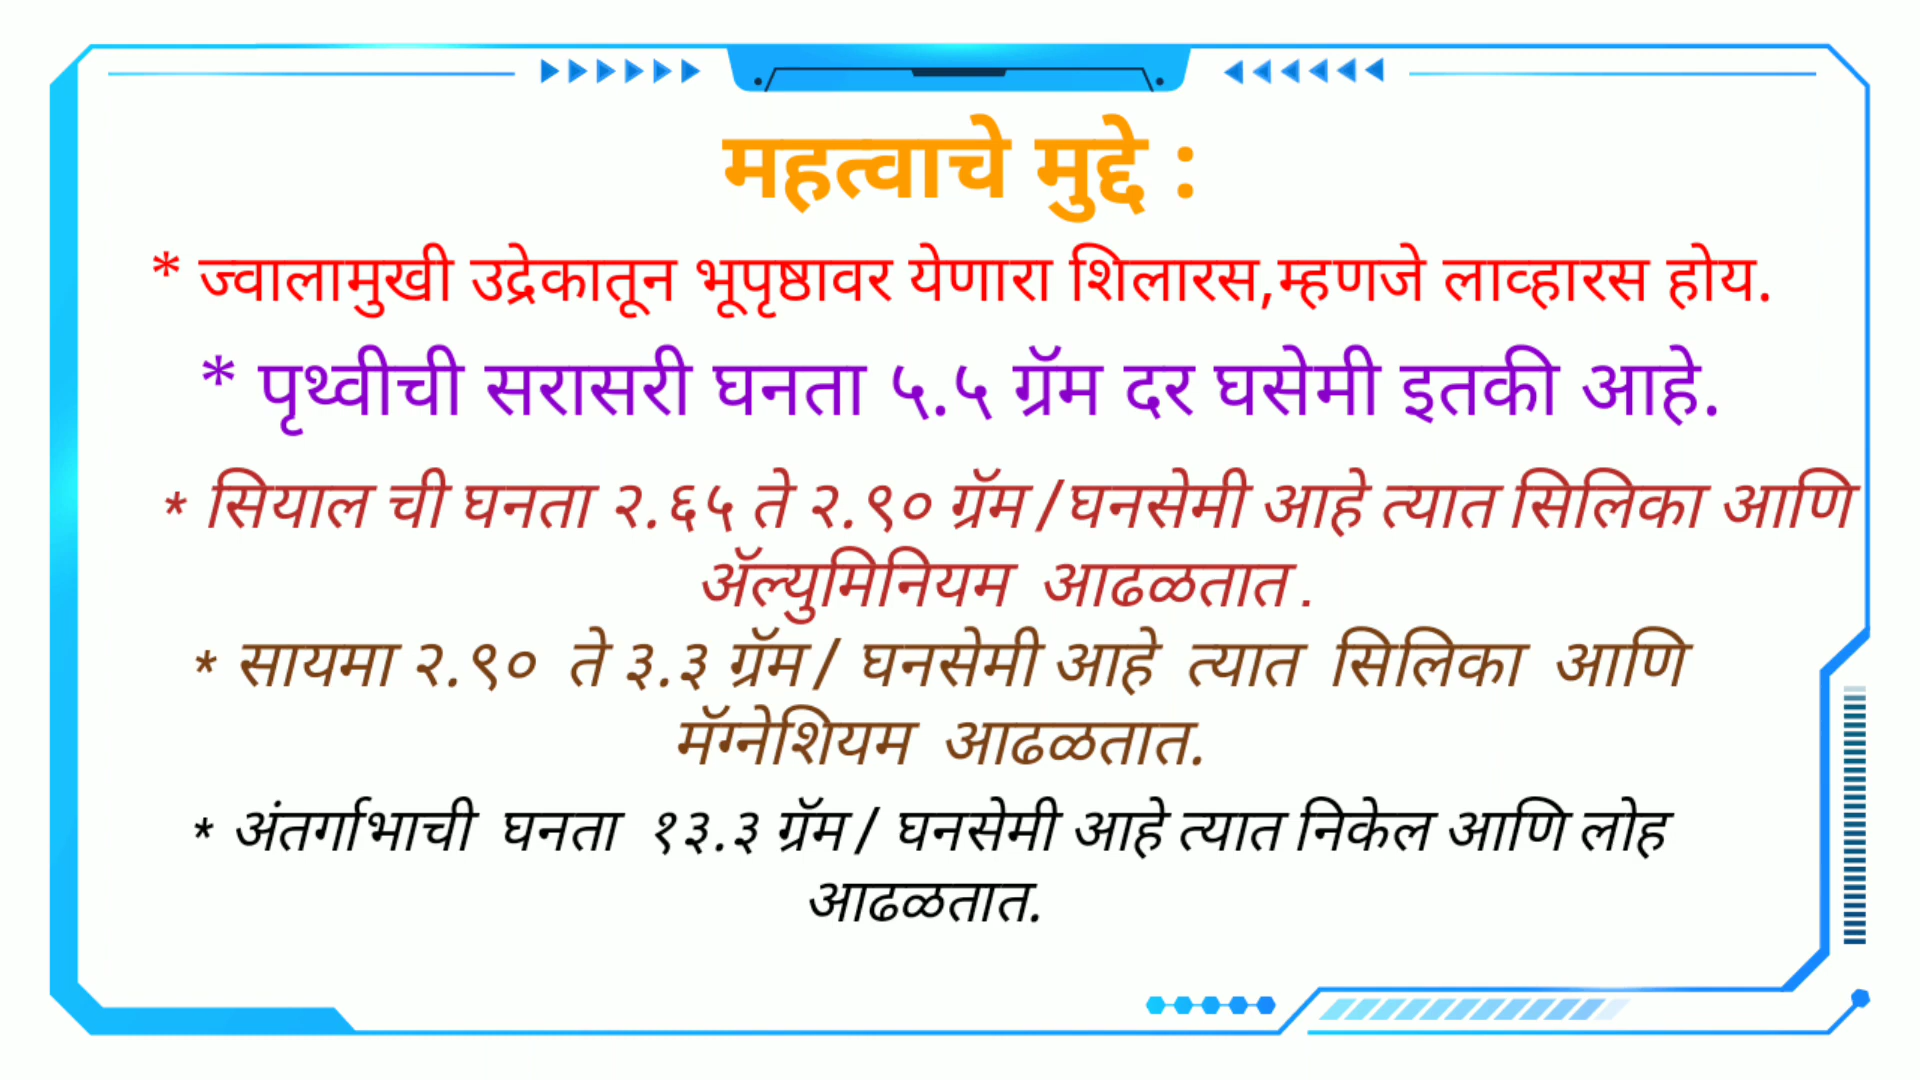 महत्वाचे मुद्दे :
* ज्वालामुखी उद्रेकातून भूपृष्ठावर येणारा शिलारस,म्हणजे लाव्हारस होय.
* पृथ्वीची सरासरी घनता ५.५ ग्रॅम दर घसेमी इतकी आहे.
* सियाल ची घनता २.६५ ते २.९० ग्रॅम/घनसेमी आहे त्यात सिलिका आणि
ॲल्युमिनियम आढळतात.
* सायमा २.९० ते ३.३ ग्रॅम/ घनसेमी आहे त्यात सिलिका आणि
मॅग्नेशियम आढळतात.
* अंतर्गाभाची घनता १३.३ ग्रॅम/ घनसेमी आहे त्यात निकेल आणि लोह
आढळतात.